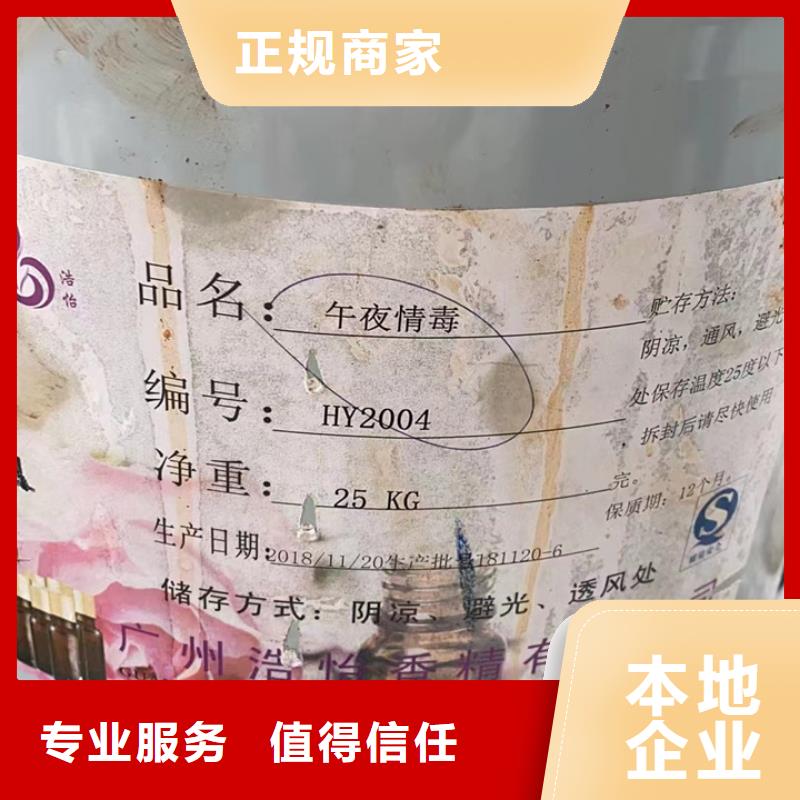 正规商家
浩怡
品名： 午夜情毒
贮存方法：
阴凉，通风，避光
编号： HY2004
处保存温度25度以下
，拆封后请尽快使用
净重： 25 KG
完。
保质期：12个月。
生产日期： 2018/11/20生产批号181120-6
储存方式：阴凉、避光、透风处
广州浩怡香精有
司
本地
企业
专业服务 值得信任